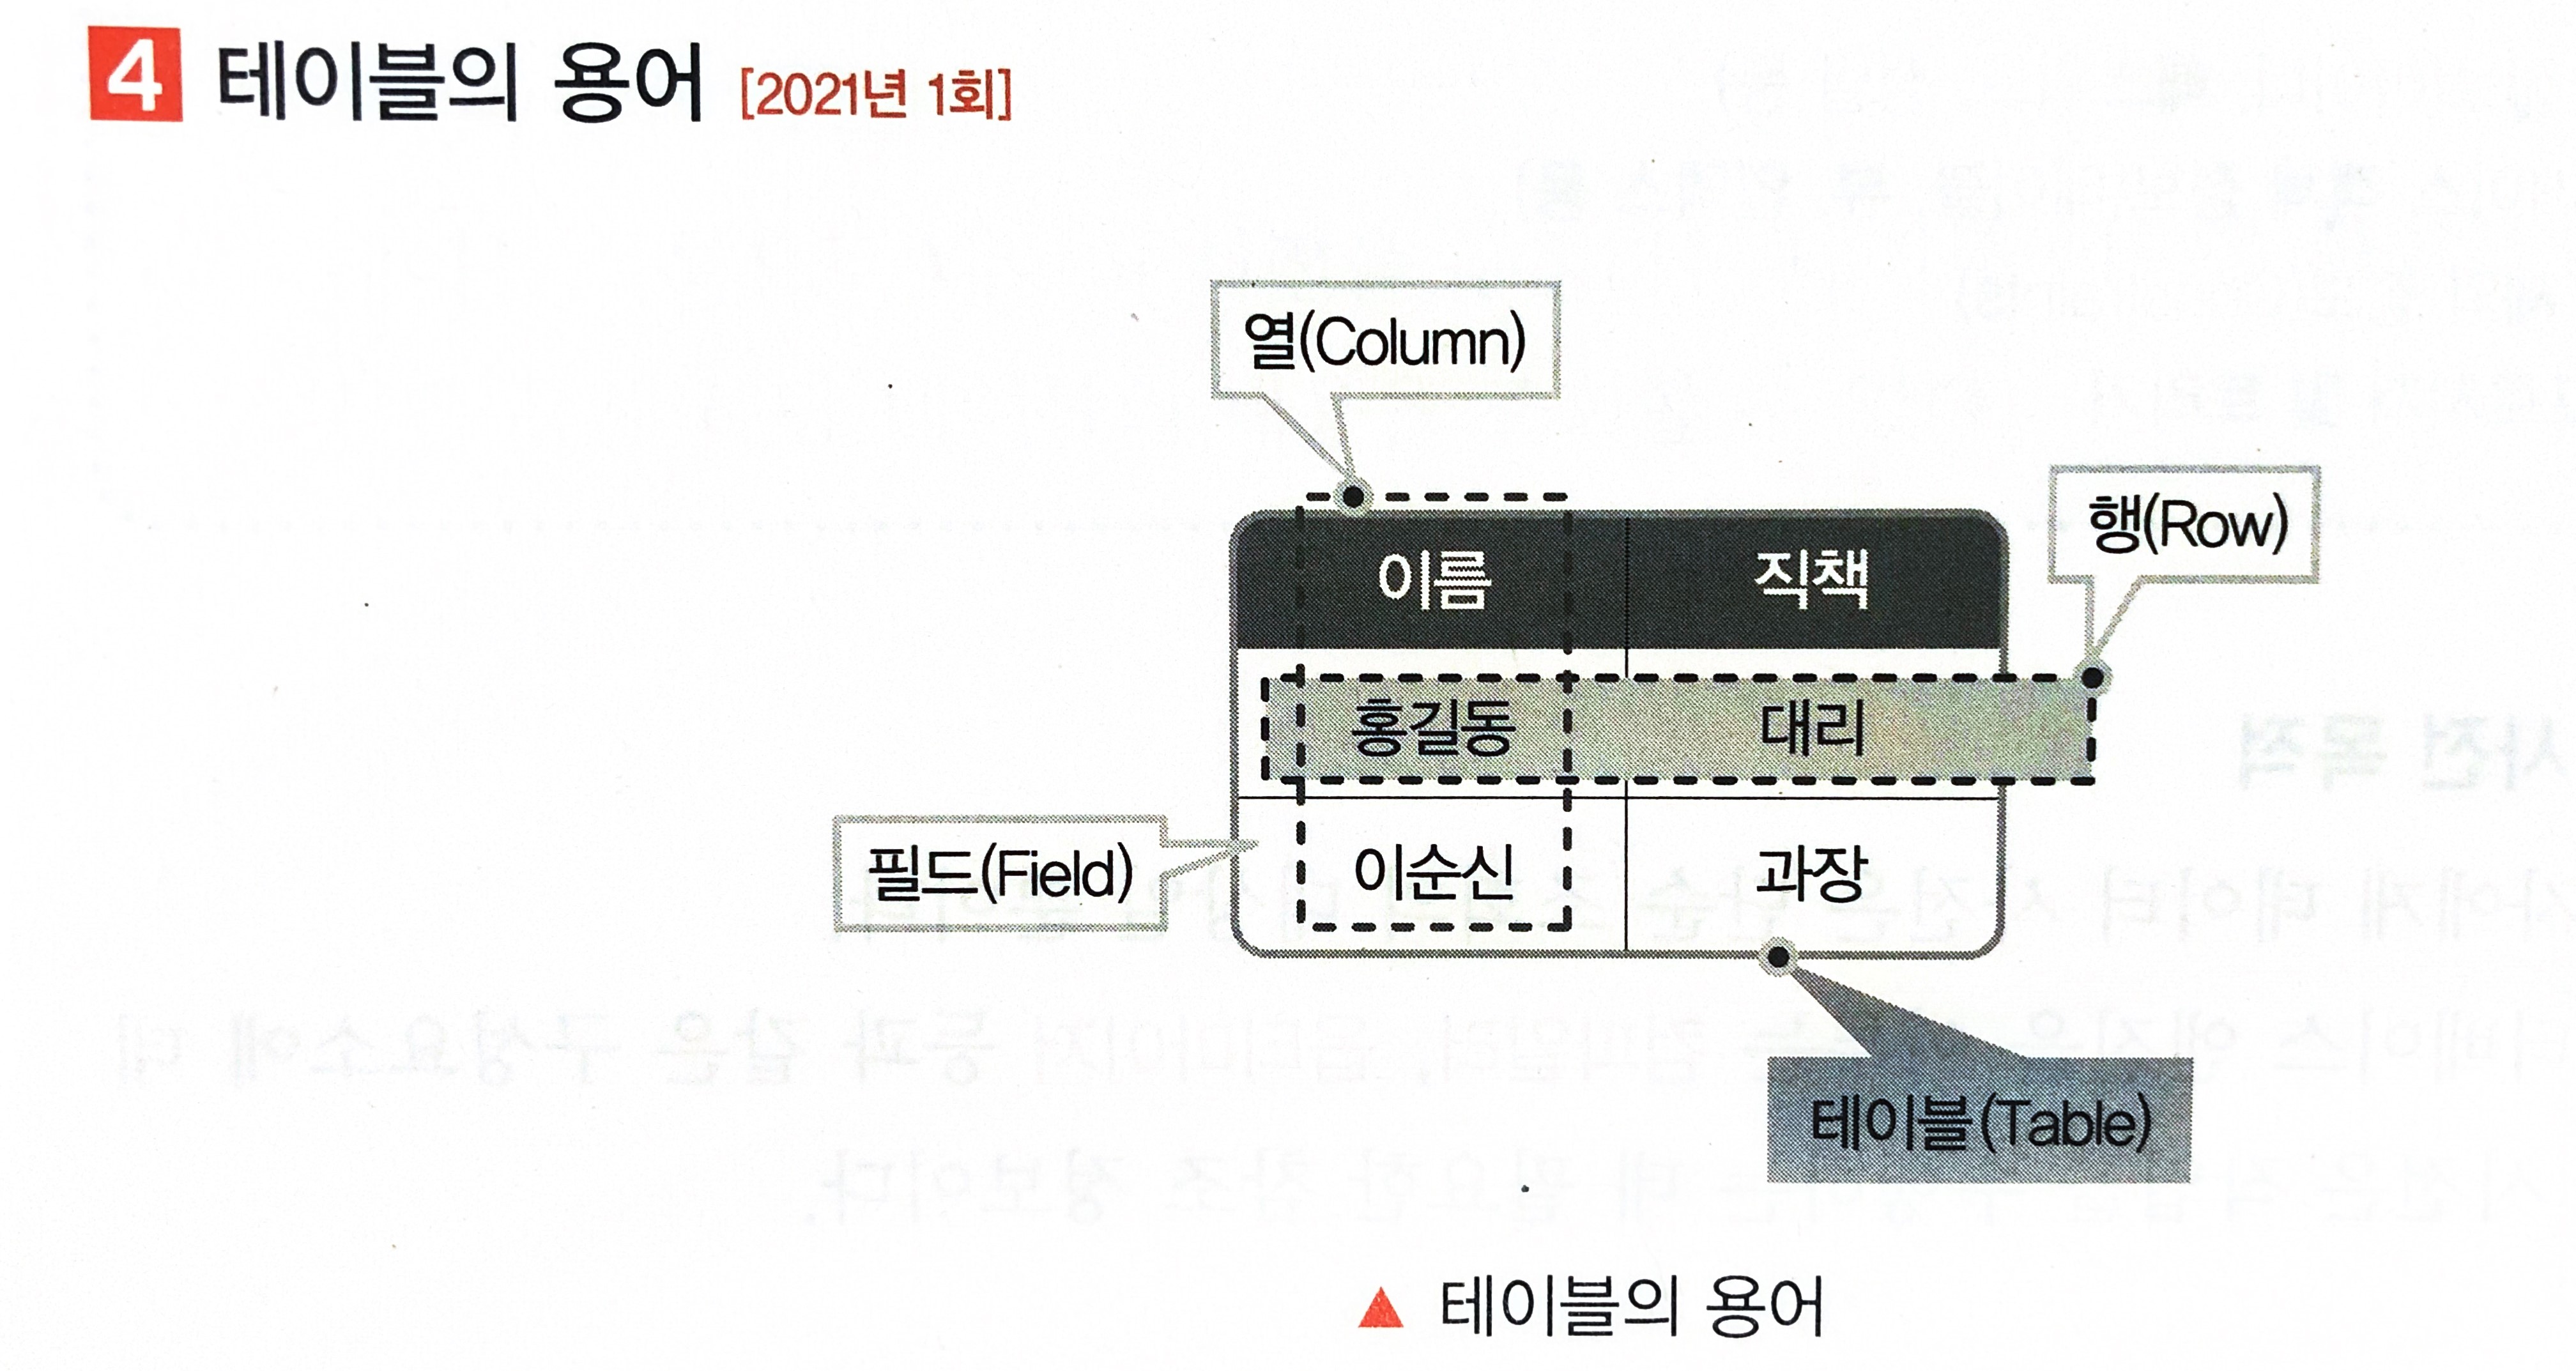 4 테이블의 용어 [2021년 1회]
열(Column)
행(Row)
이름 직책
홍길동 대리
필드(Field)
이순신 과장
테이블(Table)
▲ 테이블의 용어